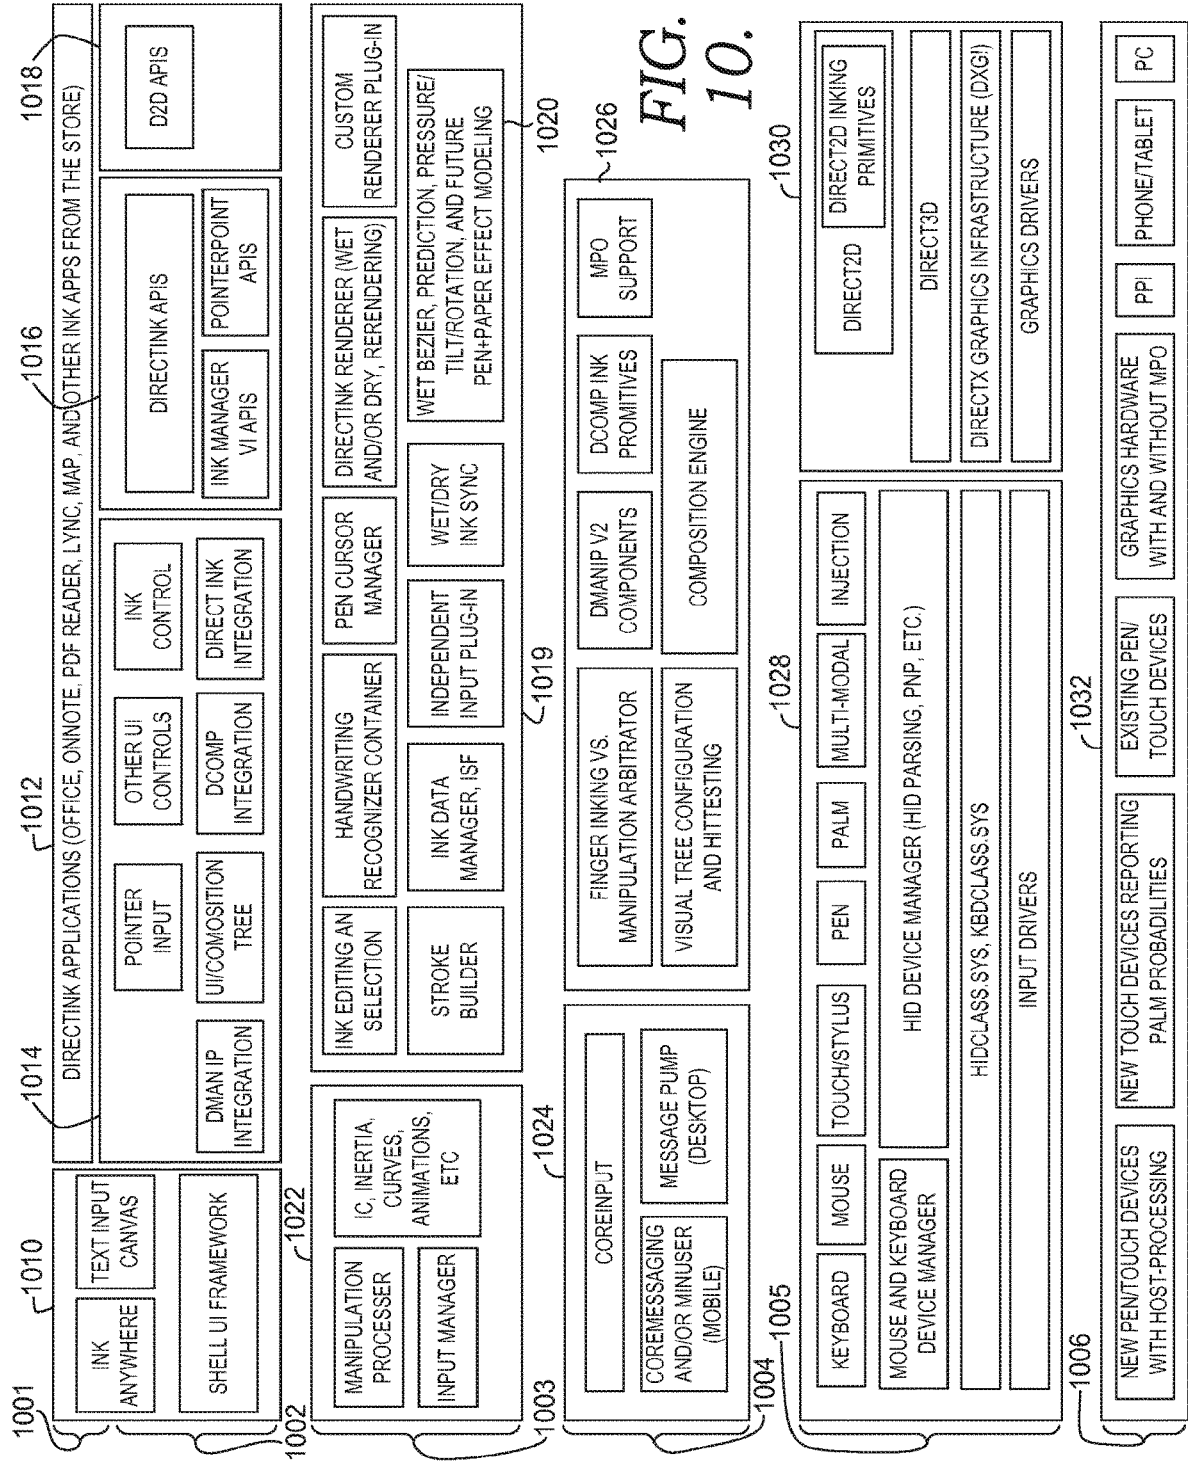 1001
1010
1012
1014
1016
1018
DIRECTINK APPLICATIONS (OFFICE, ONNOTE, PDF READER, LYNC, MAP, AND OTHER INK APPS FROM THE STORE)
INK
ANYWHERE
TEXT INPUT
CANVAS
SHELL UI FRAMEWORK
POINTER
INPUT
OTHER UI
CONTROLS
INK
CONTROL
DMAN IP
INTEGRATION
UI/COMOSITION
TREE
DCOMP
INTEGRATION
DIRECT INK
INTEGRATION
DIRECTINK APIS
INK MANAGER
VI APIS
POINTERPOINT
APIS
D2D APIS
1002
1022
MANIPULATION
PROCESSER
INPUT MANAGER
IC, INERTIA,
CURVES,
ANIMATIONS,
ETC
INK EDITING AN
SELECTION
HANDWRITING
RECOGNIZER CONTAINER
PEN CURSOR
MANAGER
DIRECTINK RENDERER (WET
AND/OR DRY, RERENDERING)
CUSTOM
RENDERER PLUG-IN
STROKE
BUILDER
INK DATA
MANAGER, ISF
INDEPENDENT
INPUT PLUG-IN
WET/DRY
INK SYNC
WET BEZIER, PREDICTION, PRESSURE/
TILT/ROTATION, AND FUTURE
PEN+PAPER EFFECT MODELING
1003
1024
1019
1020
1026
COREINPUT
COREMESSAGING
AND/OR MINUSER
(MOBILE)
MESSAGE PUMP
(DESKTOP)
FINGER INKING VS.
MANIPULATION ARBITRATOR
DMANIP V2
COMPONENTS
DCOMP INK
PROMITIVES
MPO
SUPPORT
VISUAL TREE CONFIGURATION
AND HITTESTING
COMPOSITION ENGINE
FIG.
10.
1004
1005
1028
1030
KEYBOARD
MOUSE
TOUCH/STYLUS
PEN
PALM
MULTI-MODAL
INJECTION
MOUSE AND KEYBOARD
DEVICE MANAGER
HID DEVICE MANAGER (HID PARSING, PNP, ETC.)
HIDCLASS.SYS, KBDCLASS.SYS
INPUT DRIVERS
DIRECT2D
DIRECT2D INKING
PRIMITIVES
DIRECT3D
DIRECTX GRAPHICS INFRASTRUCTURE (DXG!)
GRAPHICS DRIVERS
1006
1032
NEW PEN/TOUCH DEVICES
WITH HOST-PROCESSING
NEW TOUCH DEVICES REPORTING
PALM PROBADILITIES
EXISTING PEN/
TOUCH DEVICES
GRAPHICS HARDWARE
WITH AND WITHOUT MPO
PPI
PHONE/TABLET
PC